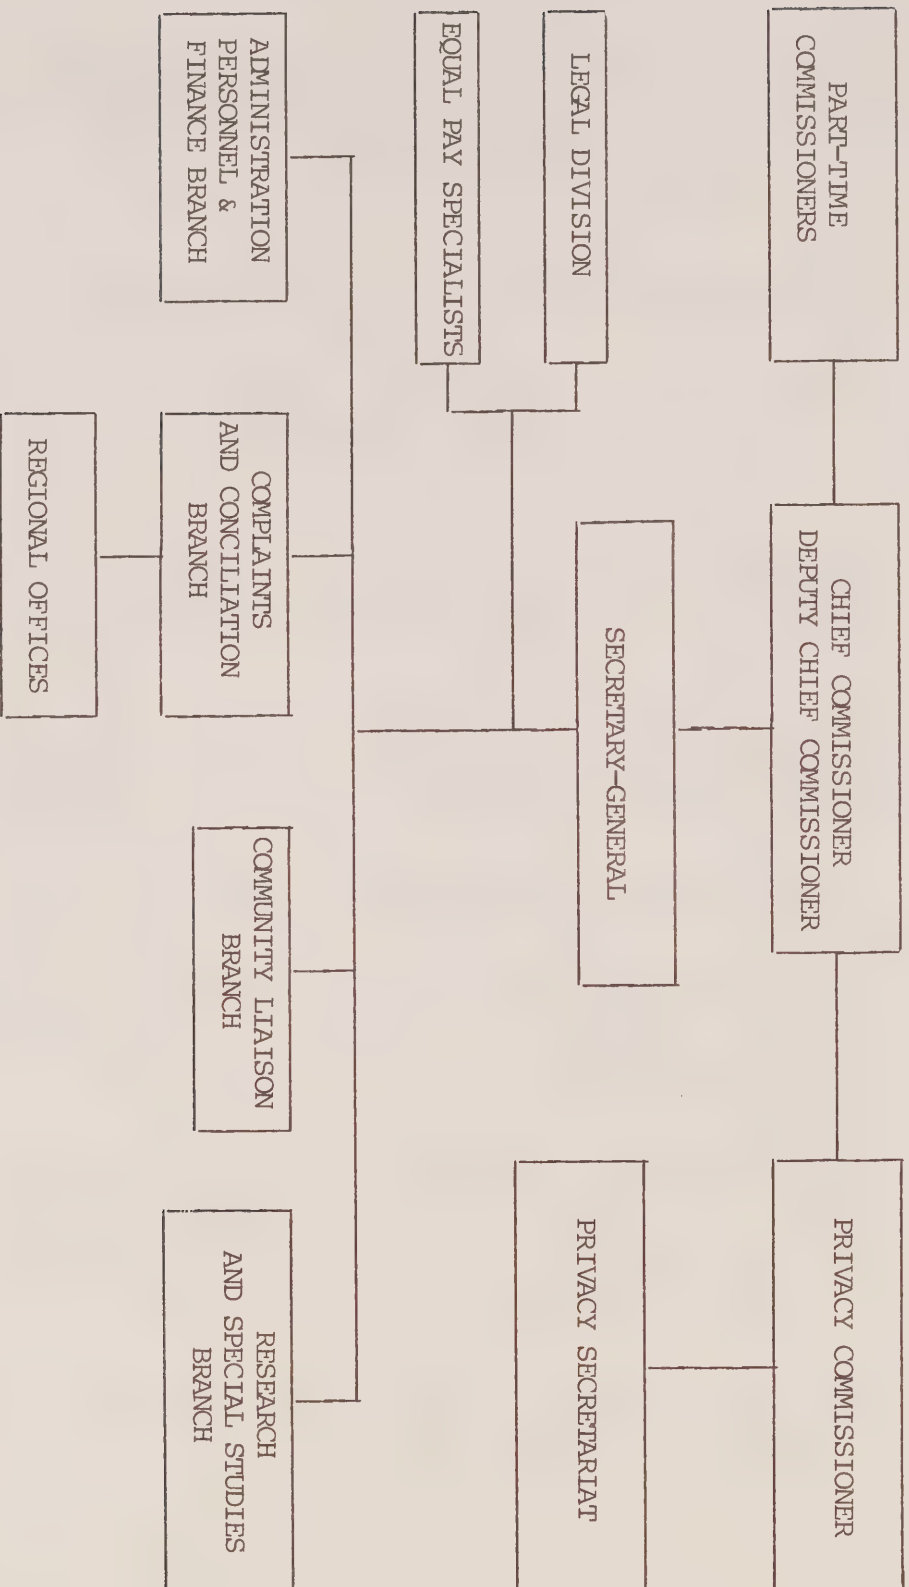 PART-TIME
COMMISSIONERS
CHIEF COMMISSIONER
DEPUTY CHIEF COMMISSIONER
PRIVACY COMMISSIONER
LEGAL DIVISION
EQUAL PAY SPECIALISTS
SECRETARY-GENERAL
PRIVACY SECRETARIAT
ADMINISTRATION
PERSONNEL &
FINANCE BRANCH
COMPLAINTS
AND CONCILIATION
BRANCH
COMMUNITY LIAISON
BRANCH
RESEARCH
AND SPECIAL STUDIES
BRANCH
REGIONAL OFFICES